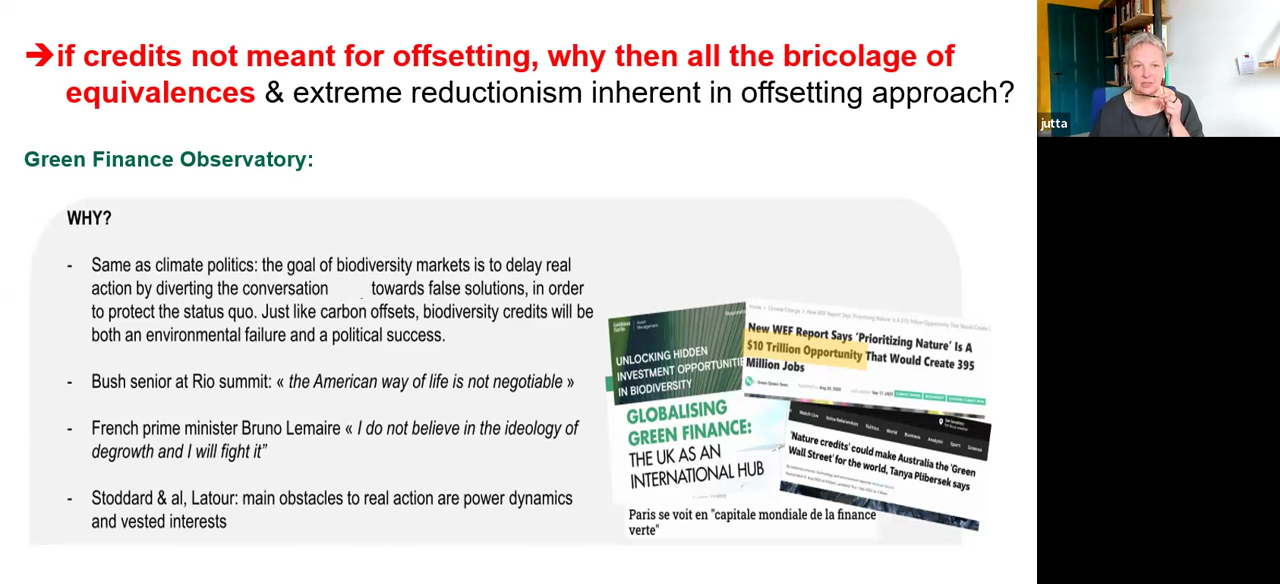 ➔if credits not meant for offsetting, why then all the bricolage of
equivalences & extreme reductionism inherent in offsetting approach?
jutta
Green Finance Observatory:
WHY?
- Same as climate politics: the goal of biodiversity markets is to delay real
action by diverting the conversation towards false solutions, in order
to protect the status quo. Just like carbon offsets, biodiversity credits will be
both an environmental failure and a political success.
- Bush senior at Rio summit: « the American way of life is not negotiable »
- French prime minister Bruno Lemaire « I do not believe in the ideology of
degrowth and I will fight it”
- Stoddard & al, Latour: main obstacles to real action are power dynamics
and vested interests
UNLOCKING HIDDEN
INVESTMENT OPPORTUNITIE
IN BIODIVERSITY
GLOBALISING
GREEN FINANCE:
THE UK AS AN
INTERNATIONAL HUB
New WEF Report Says 'Prioritizing Nature' Is A
$10 Trillion Opportunity That Would Create 395
Million Jobs
'Nature credits' could make Australia the 'Green
Wall Street' for the world, Tanya Plibersek says
Paris se voit en "capitale mondiale de la finance
verte"